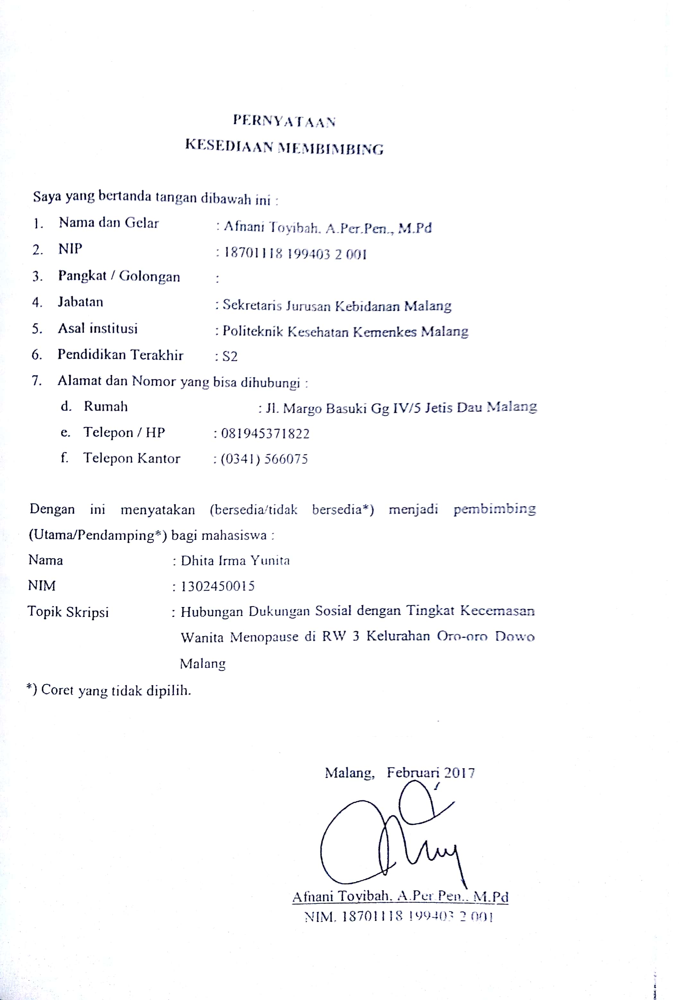 PERNYATAAN
KESEDIAAN MEMBIMBING
Saya yang bertanda tangan dibawah ini :
1. Nama dan Gelar : Afnani Toyibah. A.Per.Pen., M.Pd
2. NIP : 18701118 199403 2 001
3. Pangkat / Golongan :
4. Jabatan : Sekretaris Jurusan Kebidanan Malang
5. Asal institusi : Politeknik Kesehatan Kemenkes Malang
6. Pendidikan Terakhir : S2
7. Alamat dan Nomor yang bisa dihubungi :
d. Rumah : Jl. Margo Basuki Gg IV/5 Jetis Dau Malang
e. Telepon / HP : 081945371822
f. Telepon Kantor : (0341) 566075
Dengan ini menyatakan (bersedia/tidak bersedia*) menjadi pembimbing
(Utama/Pendamping*) bagi mahasiswa :
Nama : Dhita Irma Yunita
NIM : 1302450015
Topik Skripsi : Hubungan Dukungan Sosial dengan Tingkat Kecemasan
Wanita Menopause di RW 3 Kelurahan Oro-oro Dowo
Malang
*) Coret yang tidak dipilih.
Malang, Februari 2017
Afnani Toyibah. A.Per.Pen.. M.Pd
NIM. 18701118 199403 2 001